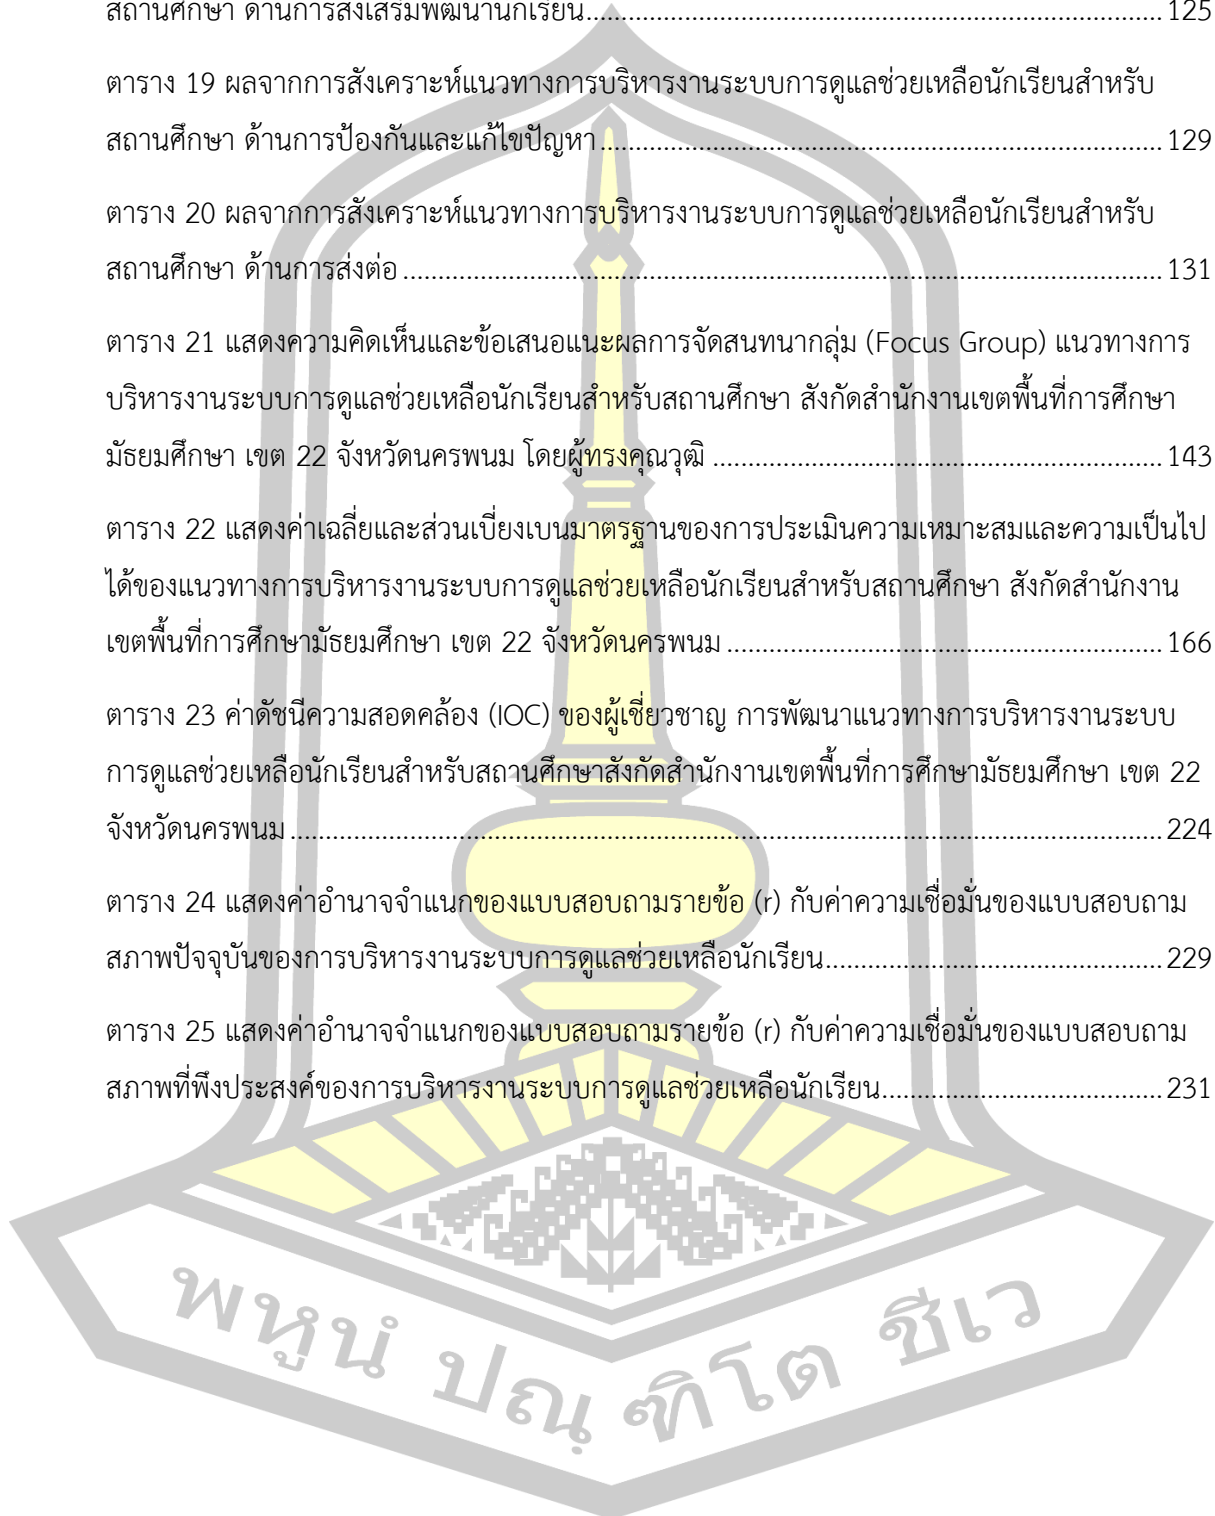 สถานศึกษา ด้านการส่งเสริมพัฒนานักเรียน 125
ตาราง 19 ผลจากการสังเคราะห์แนวทางการบริหารงานระบบการดูแลช่วยเหลือนักเรียนสำหรับ
สถานศึกษา ด้านการป้องกันและแก้ไขปัญหา 129
ตาราง 20 ผลจากการสังเคราะห์แนวทางการบริหารงานระบบการดูแลช่วยเหลือนักเรียนสำหรับ
สถานศึกษา ด้านการส่งต่อ 131
ตาราง 21 แสดงความคิดเห็นและข้อเสนอแนะผลการจัดสนทนากลุ่ม (Focus Group) แนวทางการ
บริหารงานระบบการดูแลช่วยเหลือนักเรียนสำหรับสถานศึกษา สังกัดสำนักงานเขตพื้นที่การศึกษา
มัธยมศึกษา เขต 22 จังหวัดนครพนม โดยผู้ทรงคุณวุฒิ 143
ตาราง 22 แสดงค่าเฉลี่ยและส่วนเบี่ยงเบนมาตรฐานของการประเมินความเหมาะสมและความเป็นไป
ได้ของแนวทางการบริหารงานระบบการดูแลช่วยเหลือนักเรียนสำหรับสถานศึกษา สังกัดสำนักงาน
เขตพื้นที่การศึกษามัธยมศึกษา เขต 22 จังหวัดนครพนม 166
ตาราง 23 ค่าดัชนีความสอดคล้อง (IOC) ของผู้เชี่ยวชาญ การพัฒนาแนวทางการบริหารงานระบบ
การดูแลช่วยเหลือนักเรียนสำหรับสถานศึกษาสังกัดสำนักงานเขตพื้นที่การศึกษามัธยมศึกษา เขต 22
จังหวัดนครพนม 224
ตาราง 24 แสดงค่าอำนาจจำแนกของแบบสอบถามรายข้อ (r) กับค่าความเชื่อมั่นของแบบสอบถาม
สภาพปัจจุบันของการบริหารงานระบบการดูแลช่วยเหลือนักเรียน 229
ตาราง 25 แสดงค่าอำนาจจำแนกของแบบสอบถามรายข้อ (r) กับค่าความเชื่อมั่นของแบบสอบถาม
สภาพที่พึงประสงค์ของการบริหารงานระบบการดูแลช่วยเหลือนักเรียน 231
พหูนํ ปณฺฑิโต ชีเว